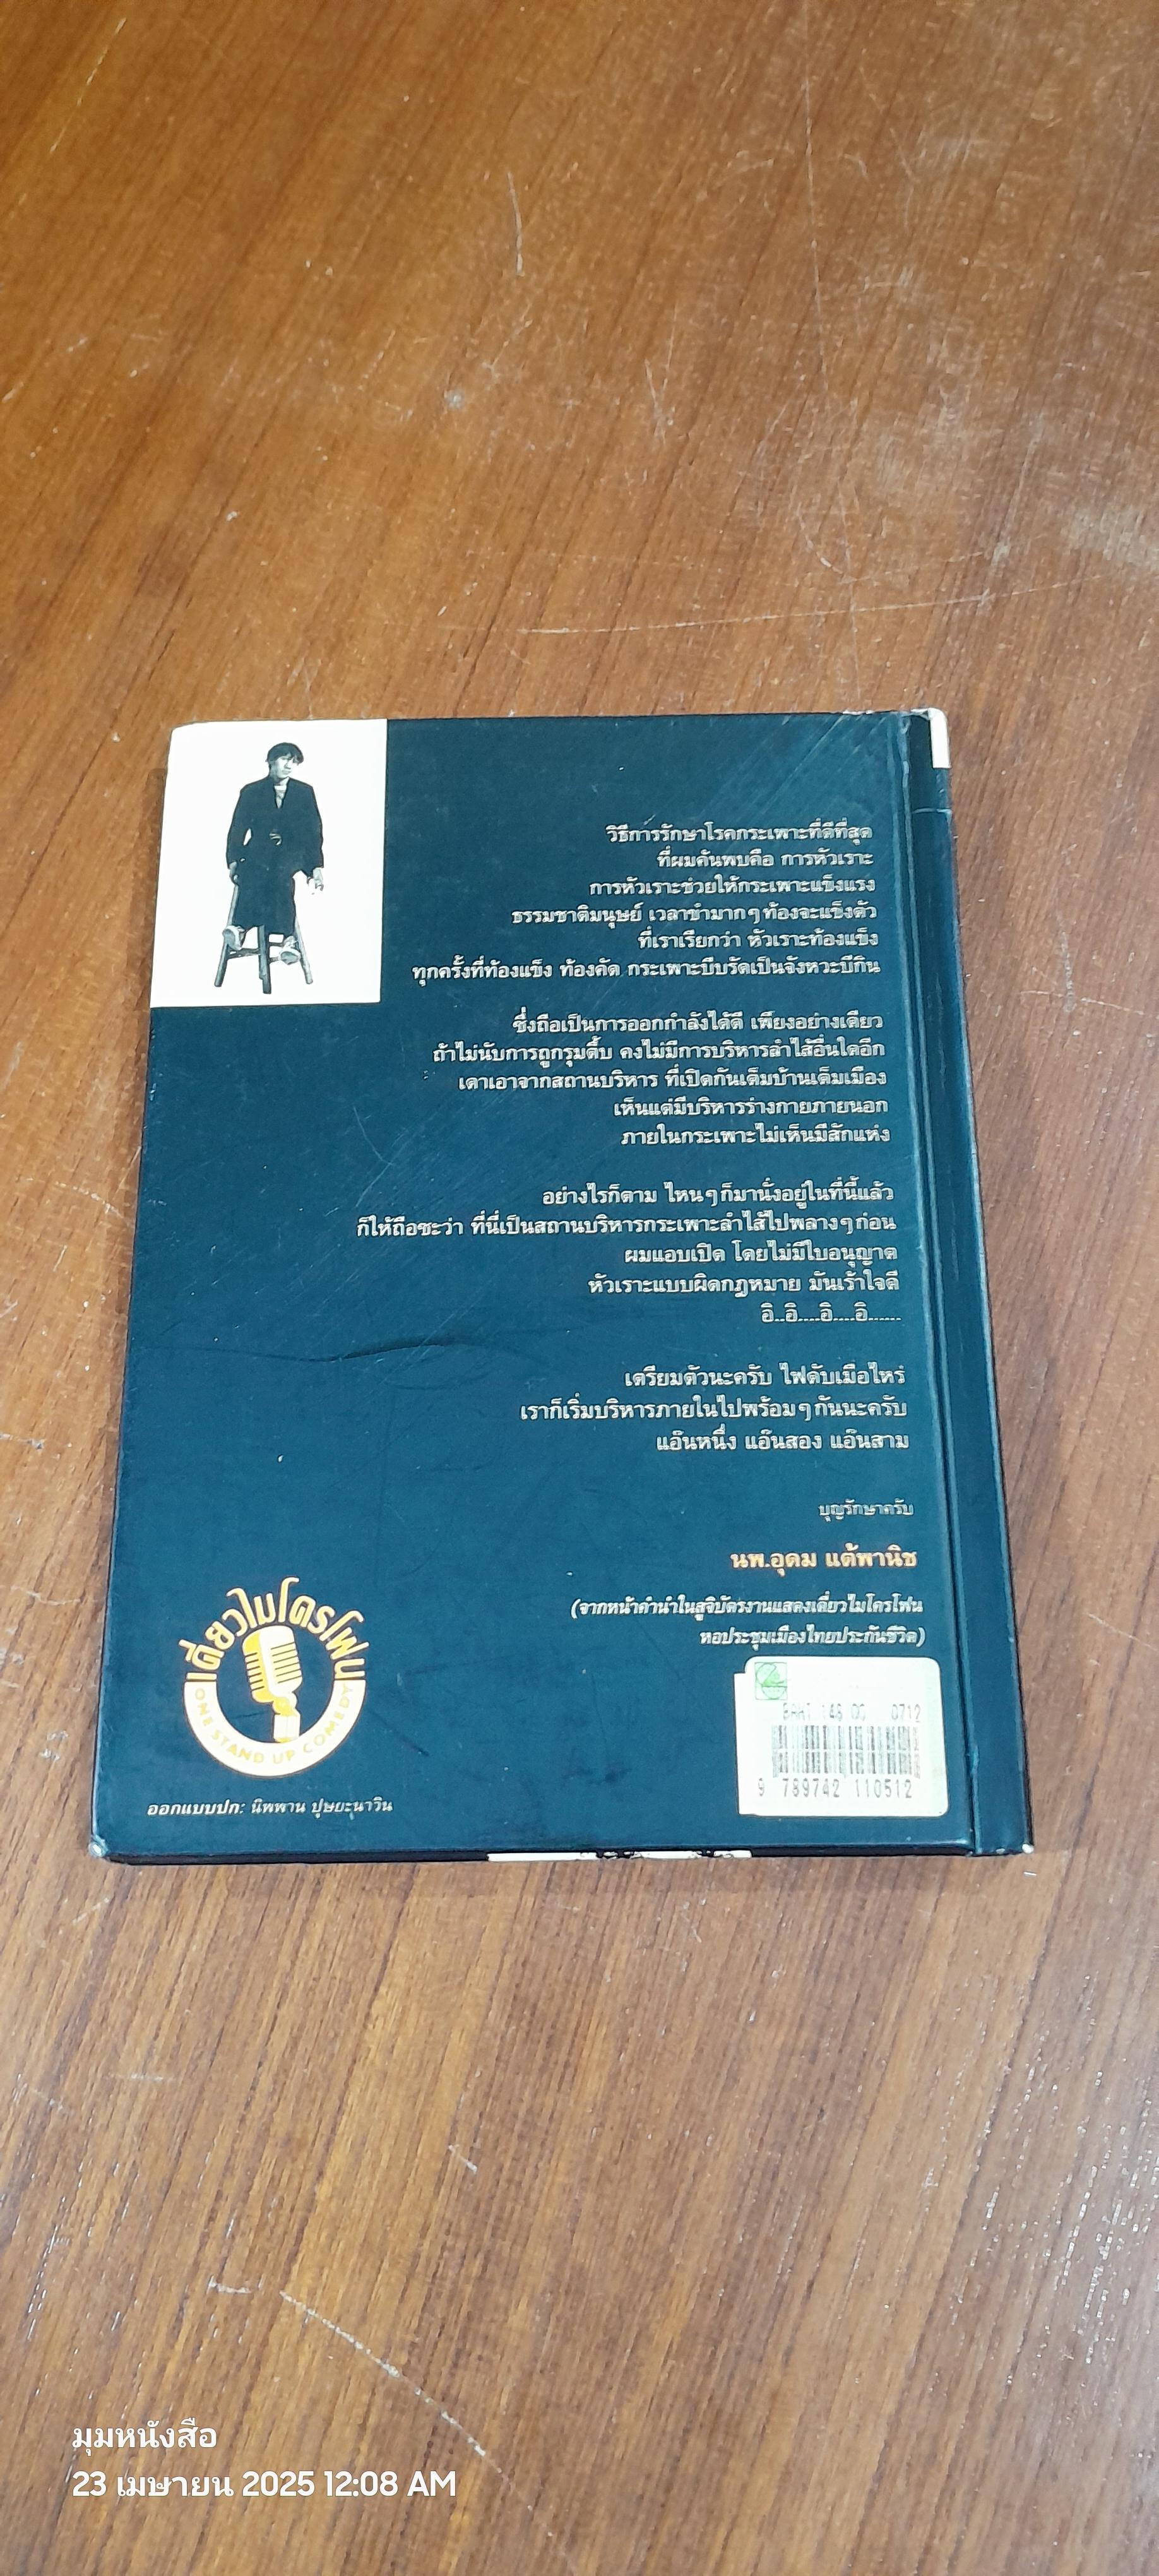 วิธีการรักษาโรคกระเพาะที่ดีที่สุด
ที่ผมค้นพบคือ การหัวเราะ
การหัวเราะช่วยให้กระเพาะแข็งแรง
ธรรมชาติมนุษย์ เวลาขำมากๆท้องจะแข็งตัว
ที่เราเรียกว่า หัวเราะท้องแข็ง
ทุกครั้งที่ท้องแข็ง ท้องคัด กระเพาะบีบรัดเป็นจังหวะบีกิน
ซึ่งถือเป็นการออกกำลังได้ดี เพียงอย่างเดียว
ถ้าไม่นับการถูกรุมตื้บ คงไม่มีการบริหารลำไส้อื่นใดอีก
เดาเอาจากสถานบริหาร ที่เปิดกันเต็มบ้านเต็มเมือง
เห็นแต่มีบริหารร่างกายภายนอก
ภายในกระเพาะไม่เห็นมีสักแห่ง
อย่างไรก็ตาม ไหนๆก็มานั่งอยู่ในที่นี้แล้ว
ก็ให้ถือซะว่า ที่นี่เป็นสถานบริหารกระเพาะลำไส้ไปพลางๆก่อน
ผมแอบเปิด โดยไม่มีใบอนุญาต
หัวเราะแบบผิดกฎหมาย มันเร้าใจดี
อิ..อิ....อิ....อิ......
เตรียมตัวนะครับ ไฟดับเมื่อไหร่
เราก็เริ่มบริหารภายในไปพร้อมๆกันนะครับ
แอ๊นหนึ่ง แอ๊นสอง แอ๊นสาม
บุญรักษาครับ
นพ.อุดม แต้พานิช
(จากหน้าคำนำในสูจิบัตรงานแสดงเดี่ยวไมโครโฟน
หอประชุมเมืองไทยประกันชีวิต)
เดี่ยวไมโครโฟน
ONE STAND UP COMEDY
BAHT 148.00 0712
9 789742 110512
ออกแบบปก: นิพพาน ปุษยะนาวิน
มุมหนังสือ
23 เมษายน 2025 12:08 AM